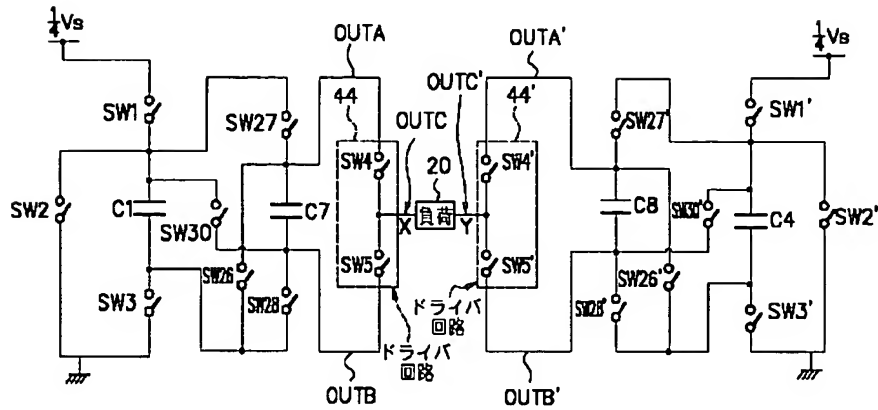 ¼Vs
OUTA
OUTA'
¼Vs
44
OUTC
OUTC'
44'
SW1
SW27
SW4
20
SW4'
SW27'
SW1'
SW2
C1
SW30
C7
X
負荷
Y
C8
SW30'
C4
SW2'
SW3
SW26
SW28
SW5
SW5'
SW28'
SW26'
SW3'
ドライバ
回路
ドライバ
回路
OUTB
OUTB'